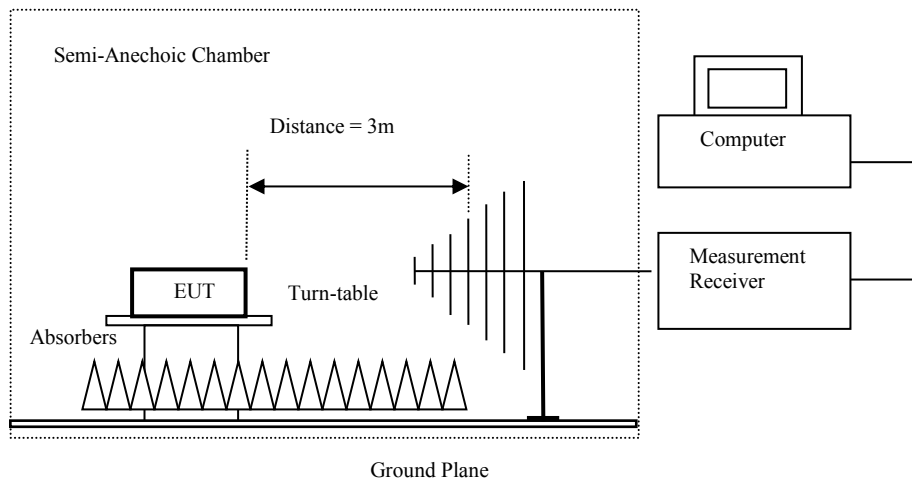 Semi-Anechoic Chamber
Distance = 3m
Computer
Measurement
Receiver
EUT
Turn-table
Absorbers
Ground Plane